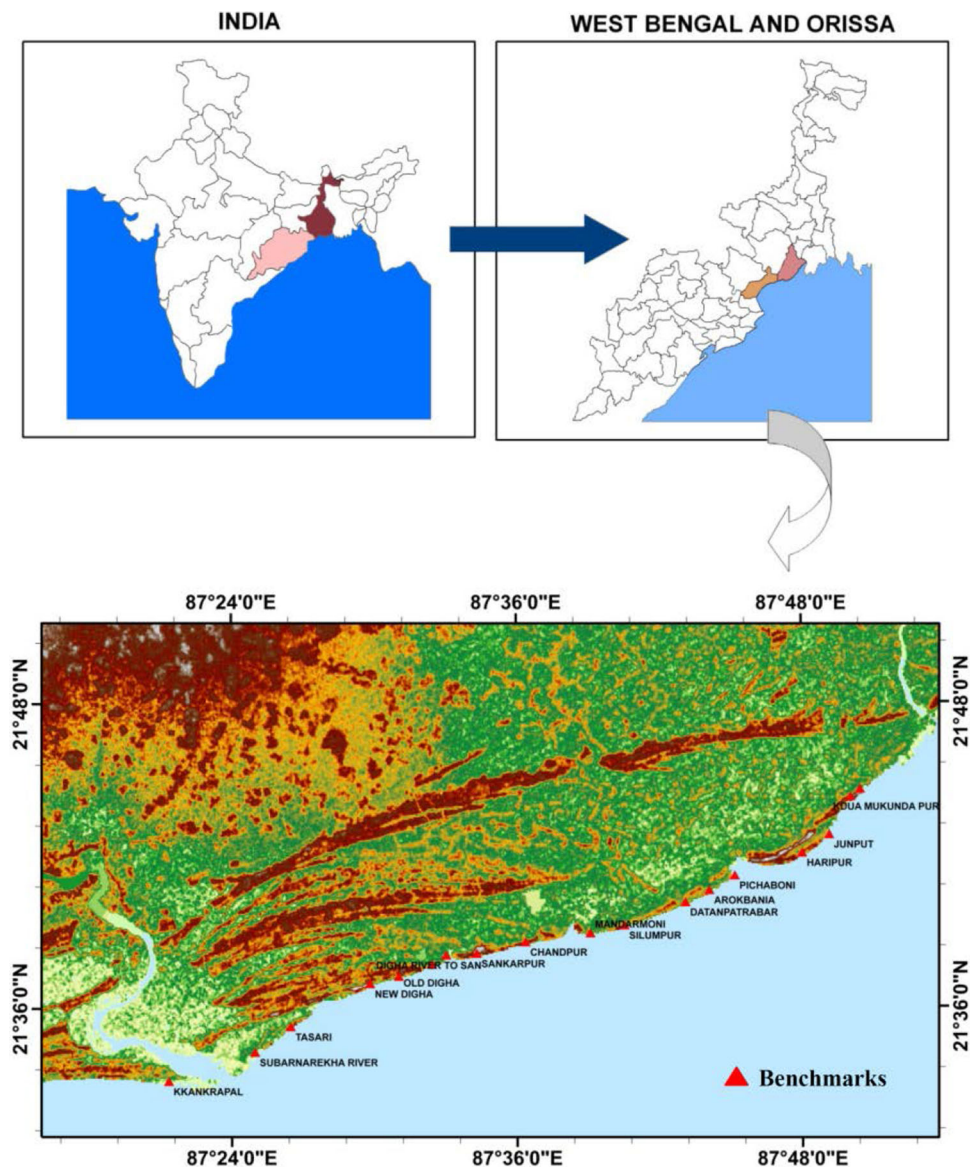 INDIA
WEST BENGAL AND ORISSA
87°24'0"E
87°36'0"E
87°48'0"E
21°48'0"N
21°48'0"N
KOUA MUKUNDA PUR
JUNPUT
HARIPUR
PICHABONI
AROKBANIA
DATANPATRABAR
MANDARMONI
SILUMPUR
CHANDPUR
DIGHA RIVER TO SAN
SANKARPUR
OLD DIGHA
NEW DIGHA
21°36'0"N
21°36'0"N
TASARI
SUBARNAREKHA RIVER
KKANKRAPAL
Benchmarks
87°24'0"E
87°36'0"E
87°48'0"E